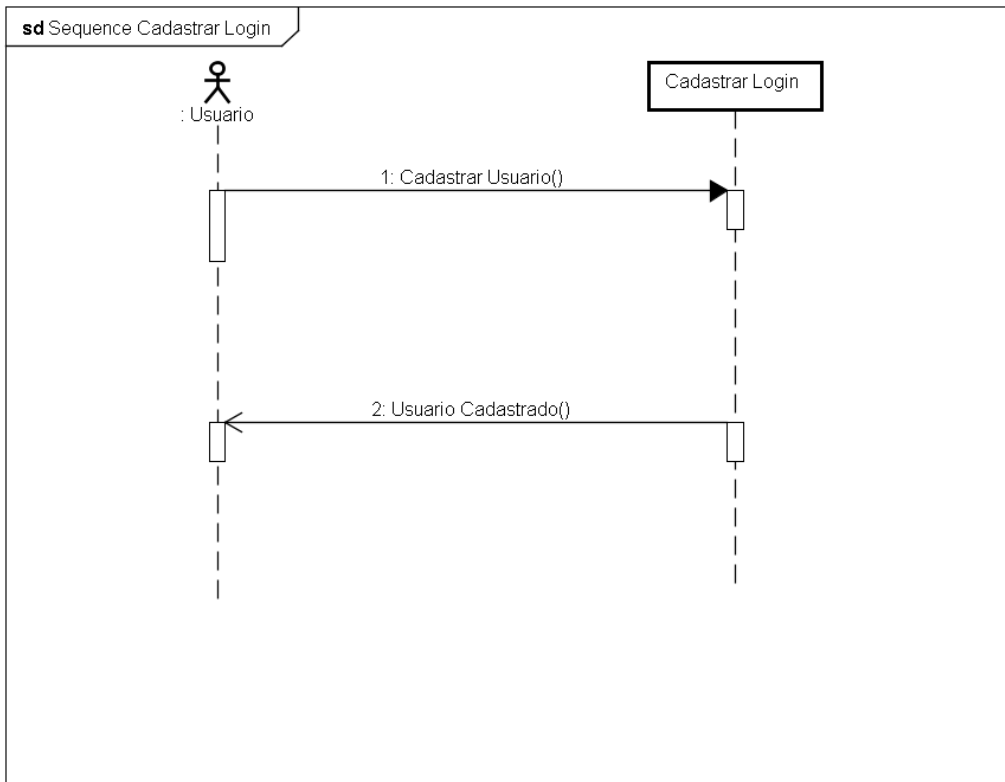 sd Sequence Cadastrar Login
: Usuario
Cadastrar Login
1: Cadastrar Usuario()
2: Usuario Cadastrado()